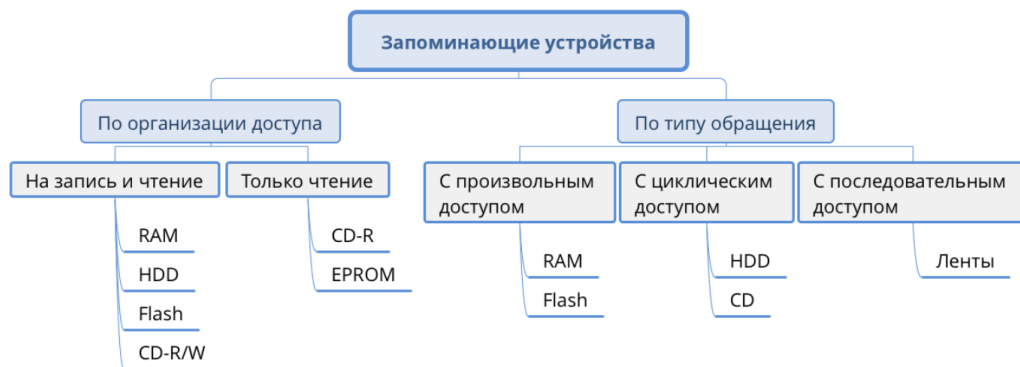 Запоминающие устройства
По организации доступа
По типу обращения
На запись и чтение
Только чтение
С произвольным
доступом
С циклическим
доступом
С последовательным
доступом
RAM
HDD
Flash
CD-R/W
CD-R
EPROM
RAM
Flash
HDD
CD
Ленты